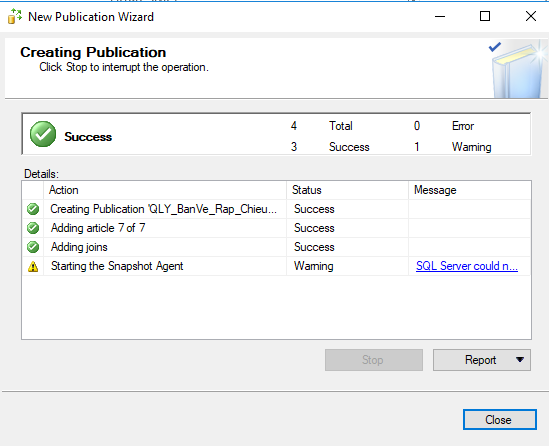 New Publication Wizard
Creating Publication
Click Stop to interrupt the operation.
Success
4 Total 0 Error
3 Success 1 Warning
Details:
Action Status Message
Creating Publication 'QLY_BanVe_Rap_Chieu... Success
Adding article 7 of 7 Success
Adding joins Success
Starting the Snapshot Agent Warning SQL Server could n...
Stop Report
Close